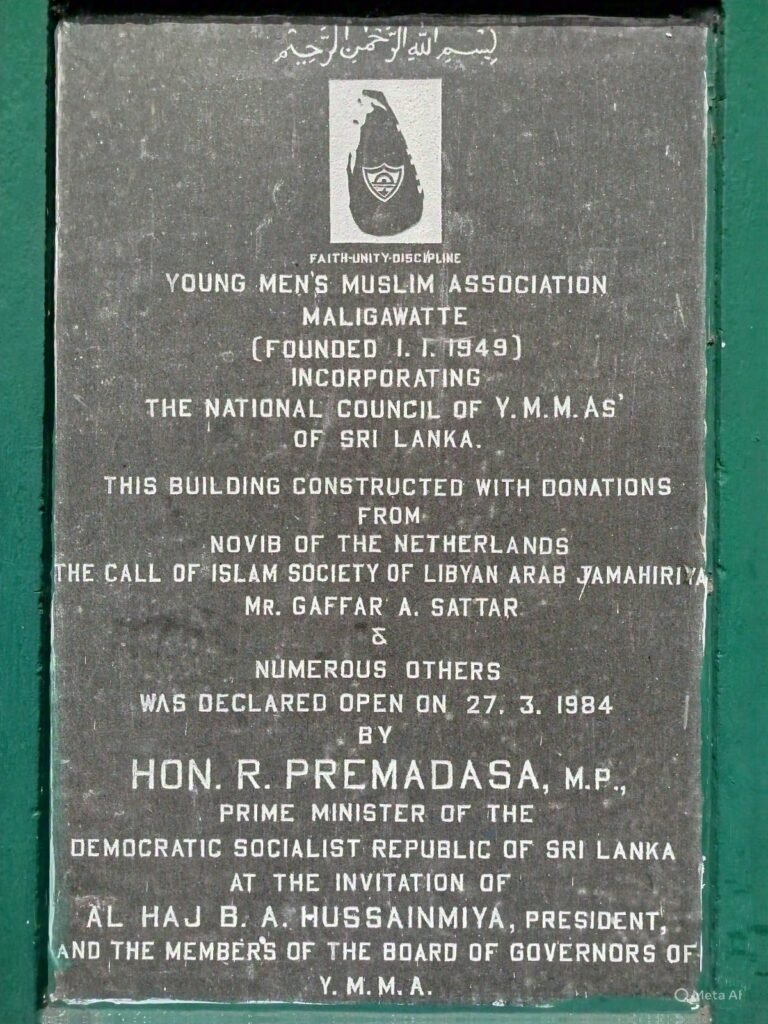 بِسْمِ اللهِ الرَّحْمٰنِ الرَّحِيْمِ
FAITH-UNITY-DISCIPLINE
YOUNG MEN'S MUSLIM ASSOCIATION
MALIGAWATTE
(FOUNDED 1. 1. 1949)
INCORPORATING
THE NATIONAL COUNCIL OF Y. M. M. AS'
OF SRI LANKA.
THIS BUILDING CONSTRUCTED WITH DONATIONS
FROM
NOVIB OF THE NETHERLANDS
THE CALL OF ISLAM SOCIETY OF LIBYAN ARAB JAMAHIRIYA
MR. GAFFAR A. SATTAR
&
NUMEROUS OTHERS
WAS DECLARED OPEN ON 27. 3. 1984
BY
HON. R. PREMADASA, M.P.,
PRIME MINISTER OF THE
DEMOCRATIC SOCIALIST REPUBLIC OF SRI LANKA
AT THE INVITATION OF
AL HAJ B. A. HUSSAINMIYA, PRESIDENT,
AND THE MEMBERS OF THE BOARD OF GOVERNORS OF
Y. M. M. A.
Meta AI